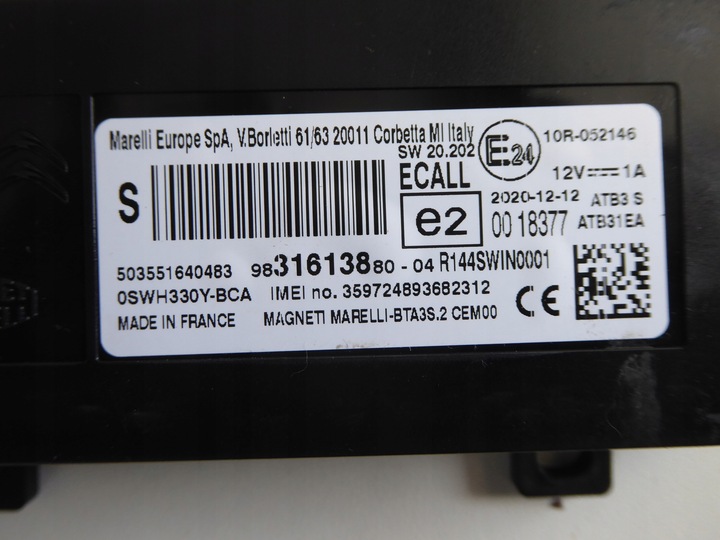 Marelli Europe SpA, V.Borletti 61/63 20011 Corbetta MI Italy
SW 20.202
E24
10R-052146
S
ECALL
12V 1A
e2
2020-12-12
ATB3 S
00 18377
ATB31EA
503551640483 9831613880-04 R144SWIN0001
0SWH330Y-BCA IMEI no. 359724893682312
CE
MADE IN FRANCE MAGNETI MARELLI-BTA3S.2 CEM00